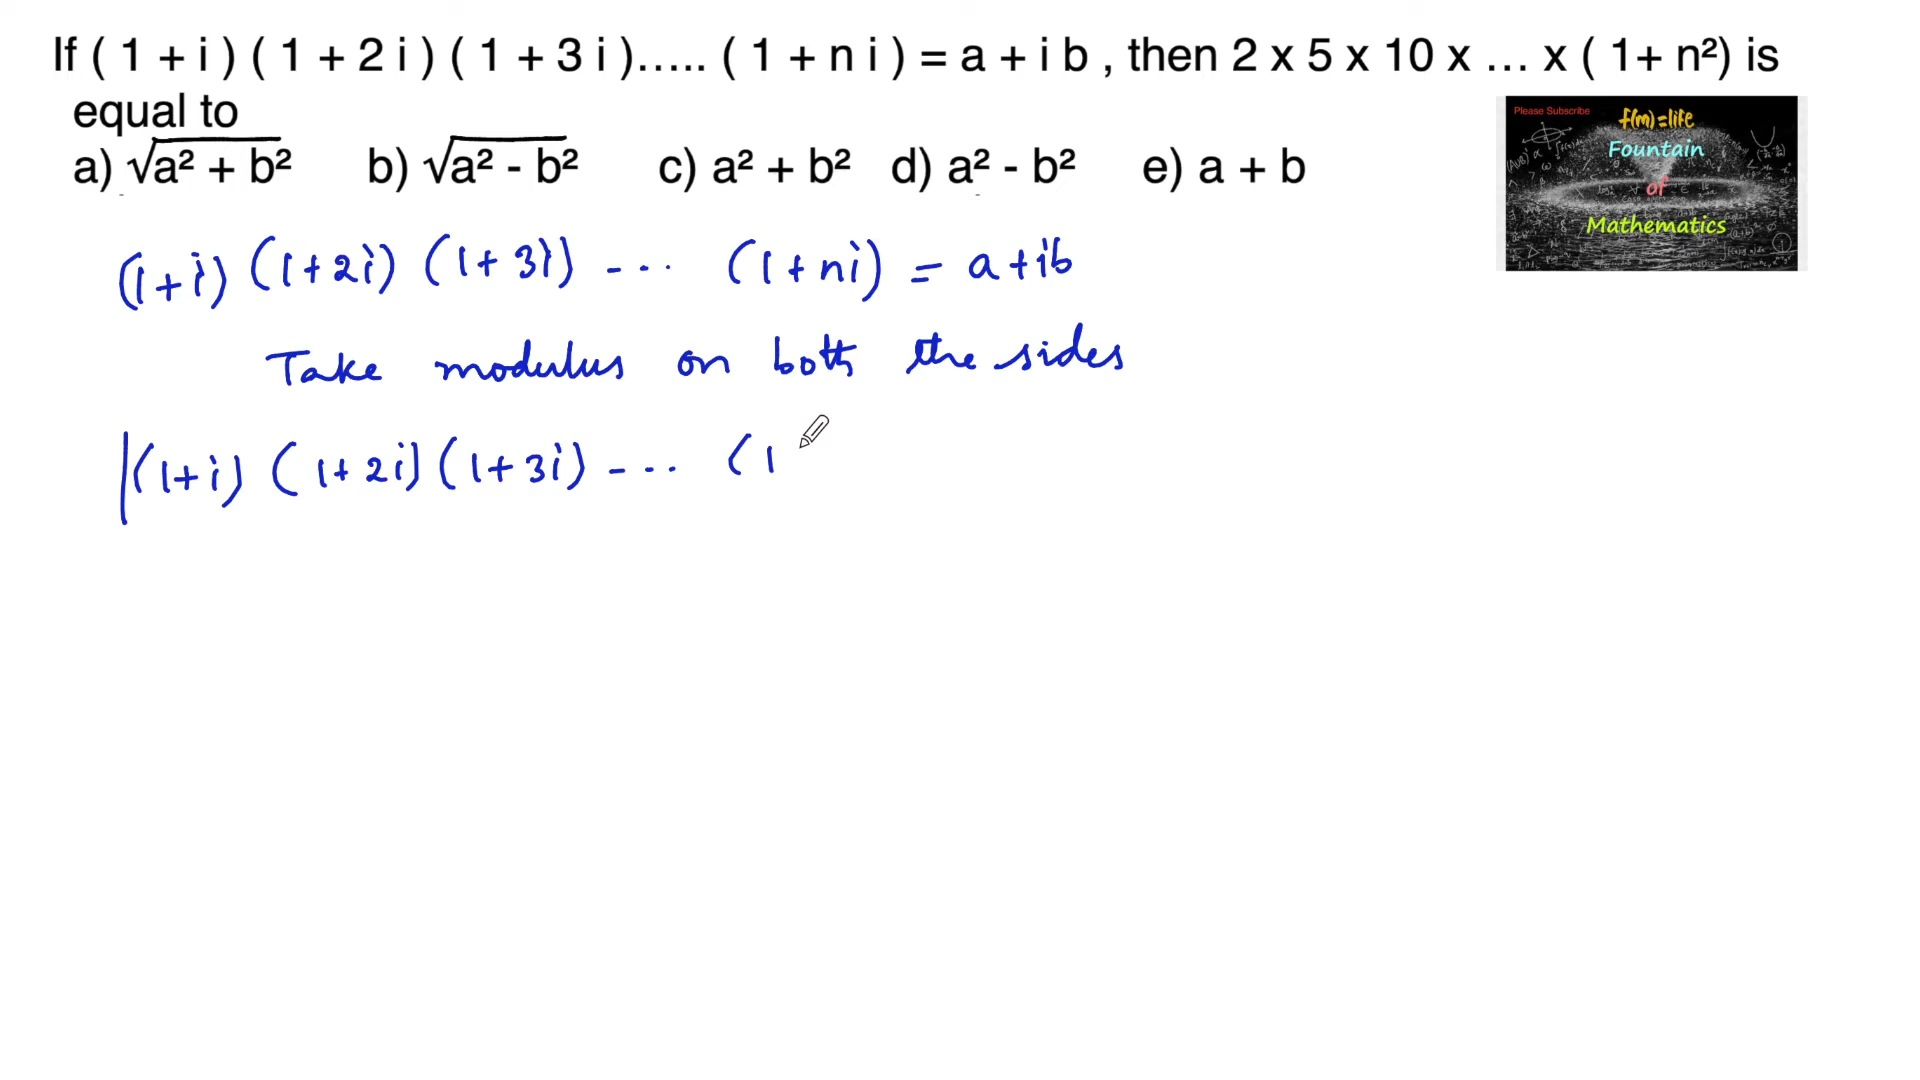 If ( 1 + i ) ( 1 + 2 i ) ( 1 + 3 i )..... ( 1 + n i ) = a + i b , then 2 x 5 x 10 x ... x ( 1+ n²) is
equal to
a) √a² + b² b) √a² - b² c) a² + b² d) a² - b² e) a + b
Please Subscribe
f(m)=life
Fountain
of
Mathematics
(1+i) (1+2i) (1+3i) --.. (1+ni) = a+ib
Take modulus on both the sides
|(1+i) (1+2i) (1+3i) --.. (1